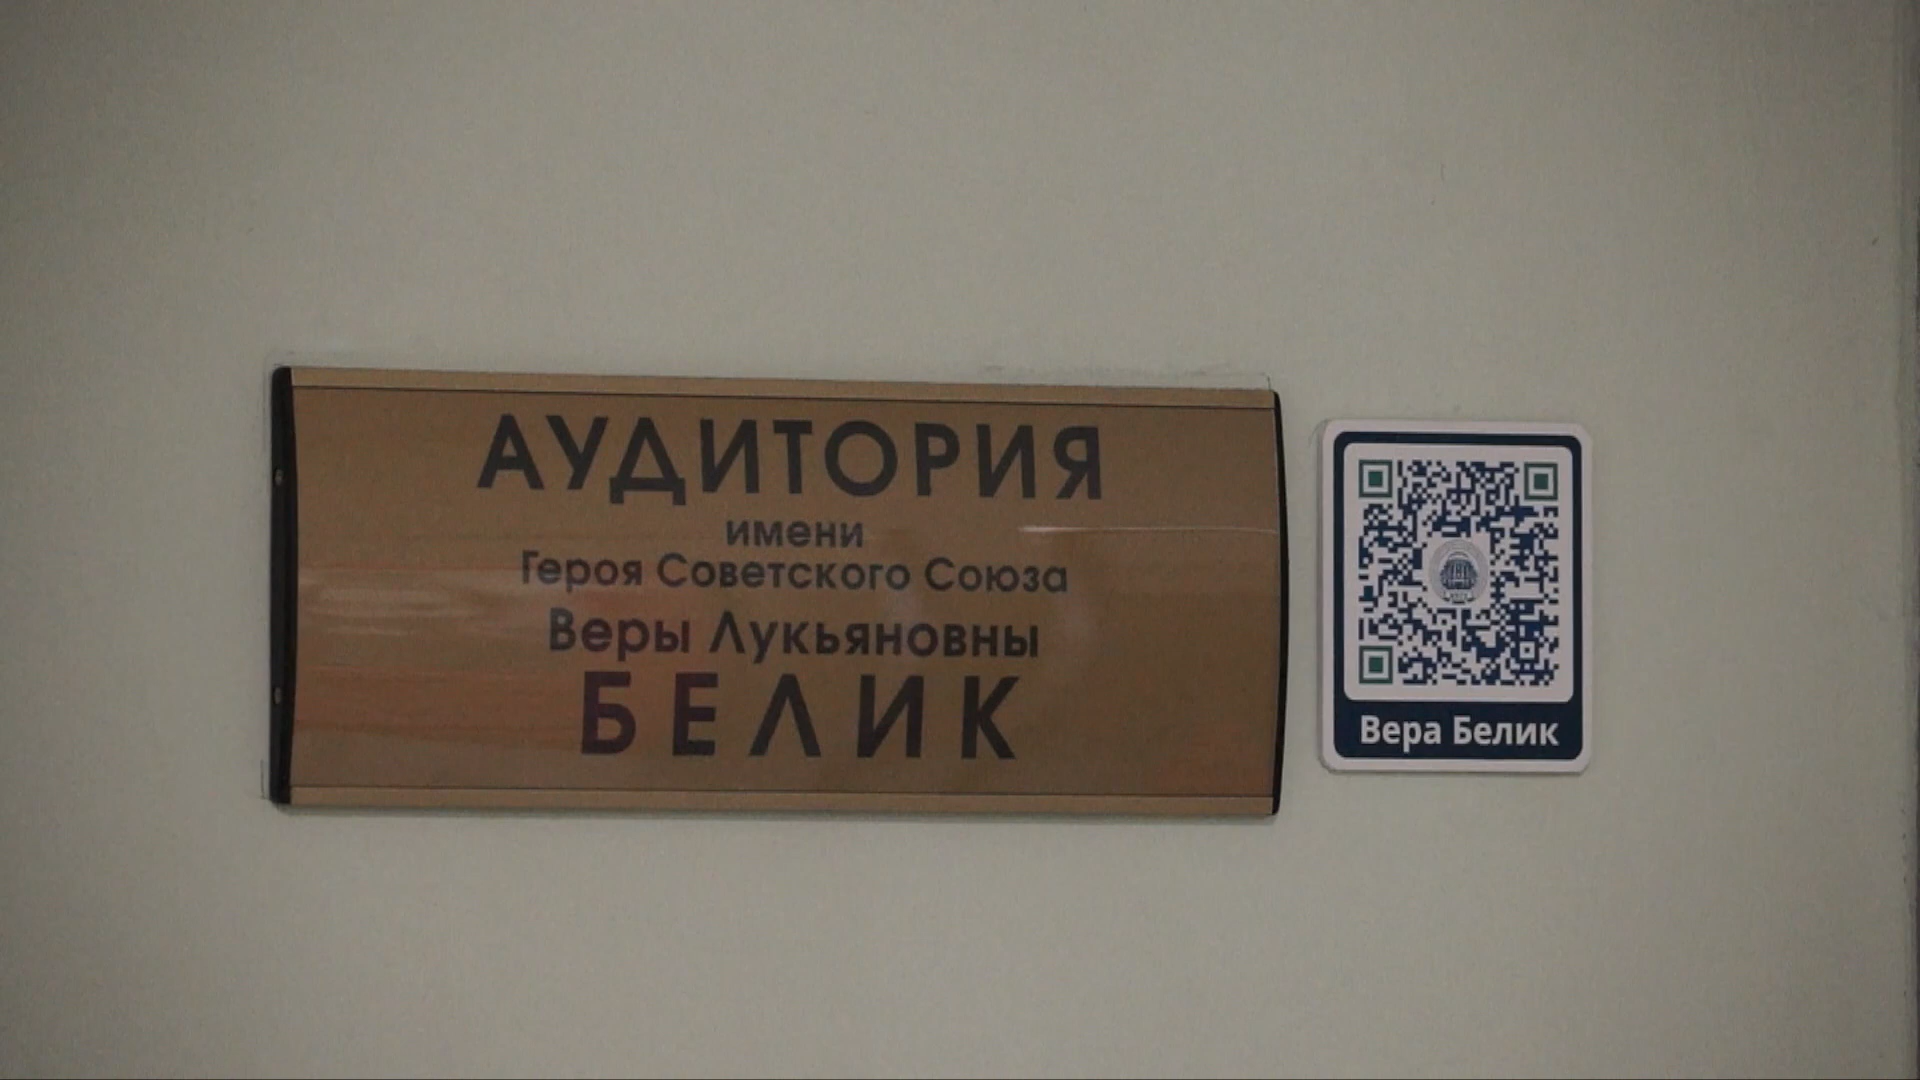 АУДИТОРИЯ
имени
Героя Советского Союза
Веры Лукьяновны
БЕЛИК
Вера Белик